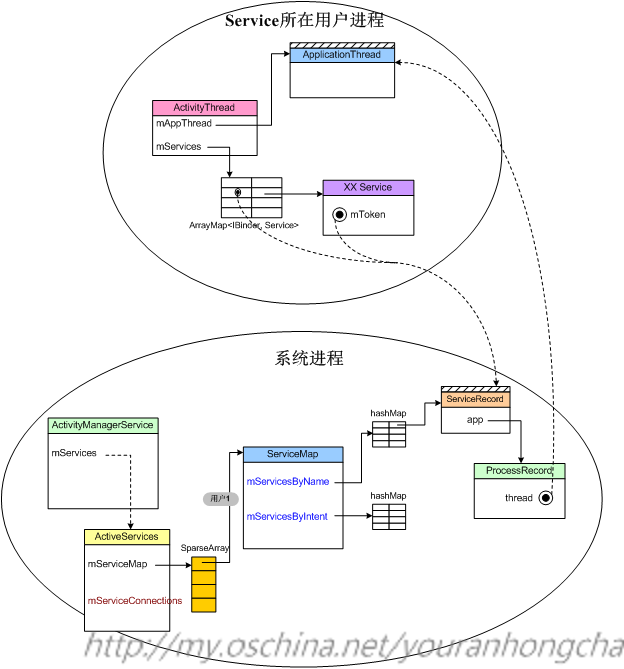 Service所在用户进程
ApplicationThread
ActivityThread
mAppThread
mServices
XX Service
mToken
ArrayMap<IBinder, Service>
系统进程
ServiceRecord
app
hashMap
ActivityManagerService
mServices
ServiceMap
mServicesByName
ProcessRecord
thread
用户1
hashMap
mServicesByIntent
ActiveServices
SparseArray
mServiceMap
mServiceConnections
http://my.oschina.net/youranhongcha